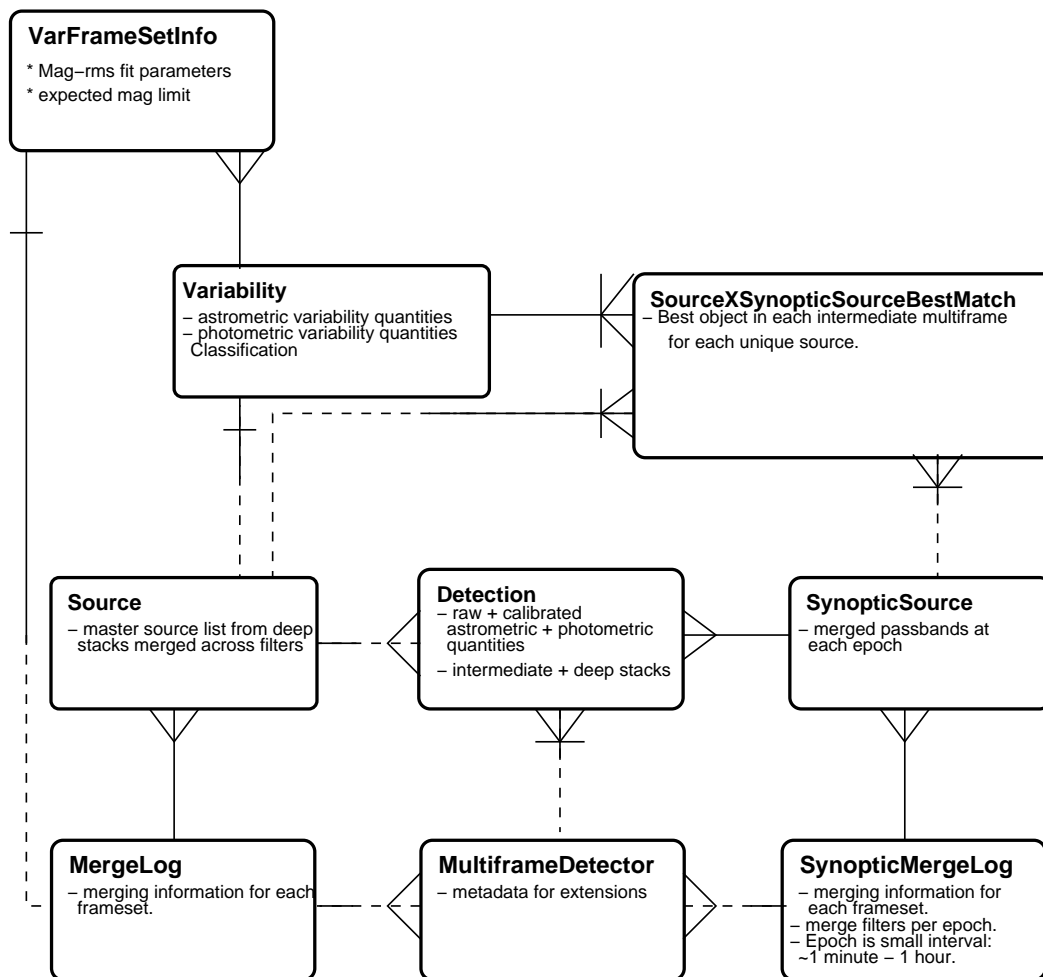 VarFrameSetInfo
* Mag−rms fit parameters
* expected mag limit
Variability
− astrometric variability quantities
− photometric variability quantities
Classification
SourceXSynopticSourceBestMatch
− Best object in each intermediate multiframe
for each unique source.
Source
− master source list from deep
stacks merged across filters
Detection
− raw + calibrated
astrometric + photometric
quantities
− intermediate + deep stacks
SynopticSource
− merged passbands at
each epoch
MergeLog
− merging information for each
frameset.
MultiframeDetector
− metadata for extensions
SynopticMergeLog
− merging information for
each frameset.
− merge filters per epoch.
− Epoch is small interval:
~1 minute − 1 hour.